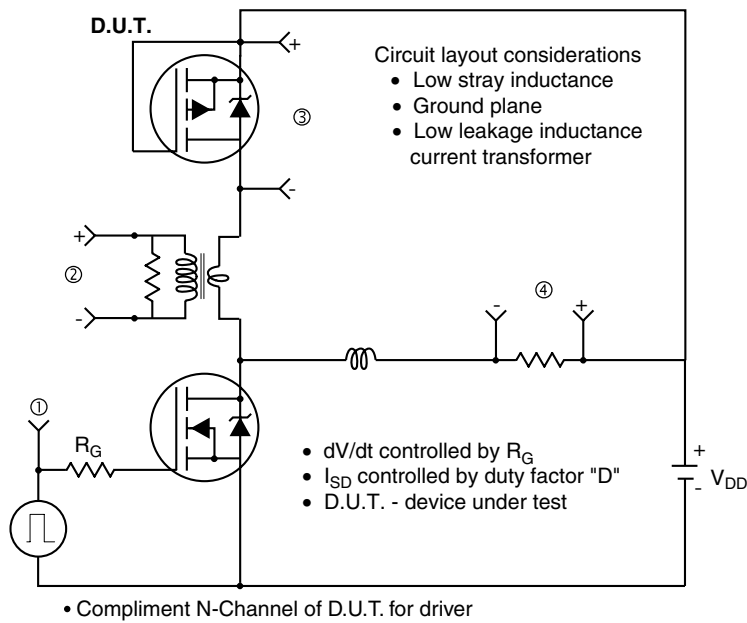 D.U.T.
+
Circuit layout considerations
• Low stray inductance
• Ground plane
• Low leakage inductance
current transformer
③
-
+
②
-
④
-
+
①
R_G
• dV/dt controlled by R_G
• I_SD controlled by duty factor "D"
• D.U.T. - device under test
+
-
V_DD
• Compliment N-Channel of D.U.T. for driver